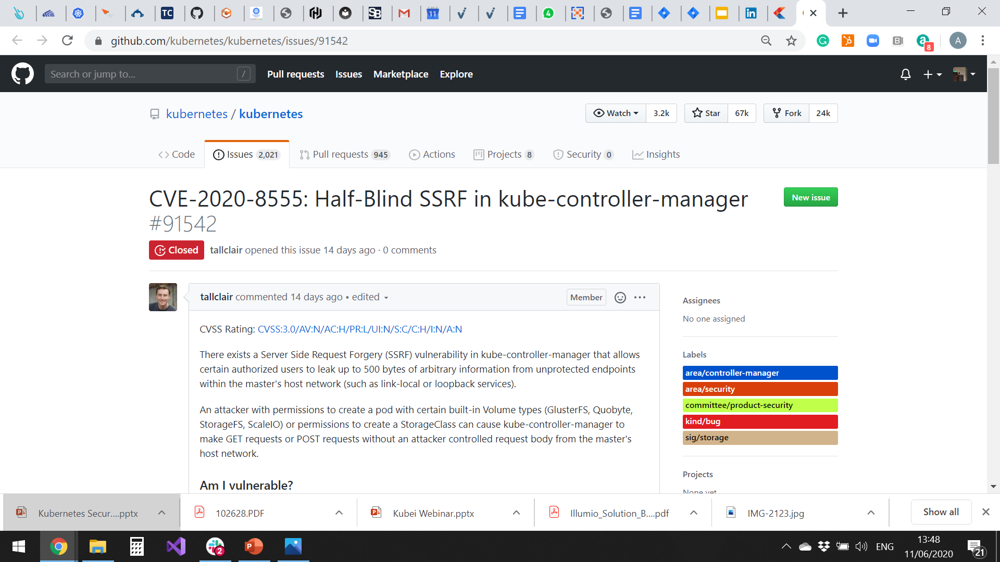 TC
SB
11
4
github.com/kubernetes/kubernetes/issues/91542
8
A
Search or jump to...
/
Pull requests
Issues
Marketplace
Explore
kubernetes / kubernetes
Watch
3.2k
Star
67k
Fork
24k
Code
Issues 2,021
Pull requests 945
Actions
Projects 8
Security 0
Insights
CVE-2020-8555: Half-Blind SSRF in kube-controller-manager
#91542
New issue
Closed
tallclair opened this issue 14 days ago · 0 comments
tallclair commented 14 days ago • edited
Member
CVSS Rating: CVSS:3.0/AV:N/AC:H/PR:L/UI:N/S:C/C:H/I:N/A:N
There exists a Server Side Request Forgery (SSRF) vulnerability in kube-controller-manager that allows
certain authorized users to leak up to 500 bytes of arbitrary information from unprotected endpoints
within the master's host network (such as link-local or loopback services).
An attacker with permissions to create a pod with certain built-in Volume types (GlusterFS, Quobyte,
StorageFS, ScaleIO) or permissions to create a StorageClass can cause kube-controller-manager to
make GET requests or POST requests without an attacker controlled request body from the master's
host network.
Am I vulnerable?
Assignees
No one assigned
Labels
area/controller-manager
area/security
committee/product-security
kind/bug
sig/storage
Projects
None yet
Kubernetes Secur....pptx
102628.PDF
Kubei Webinar.pptx
Illumio_Solution_B....pdf
IMG-2123.jpg
Show all
2
ENG
13:48
11/06/2020
21